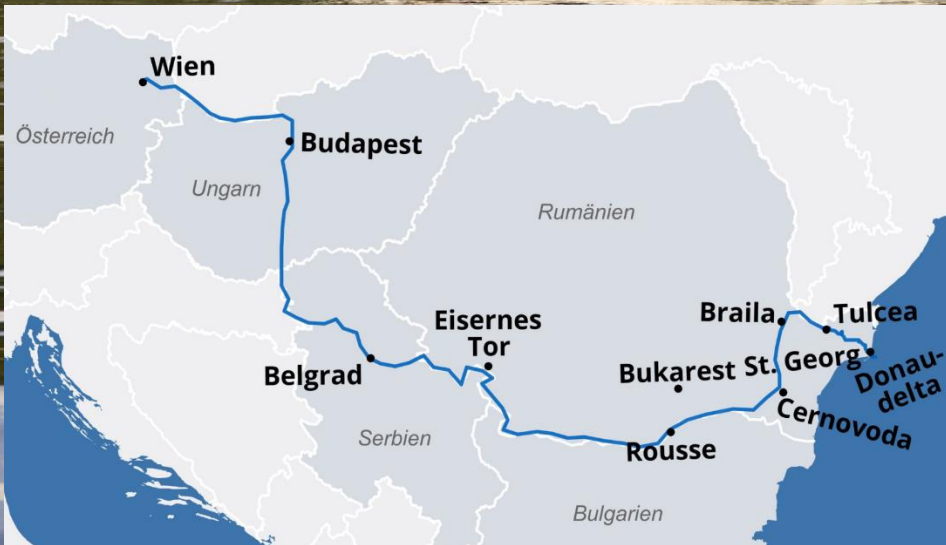 Wien
Österreich
Budapest
Ungarn
Rumänien
Eisernes
Tor
Braila
Tulcea
Belgrad
Bukarest
St. Georg
Donau-
delta
Cernovoda
Serbien
Rousse
Bulgarien